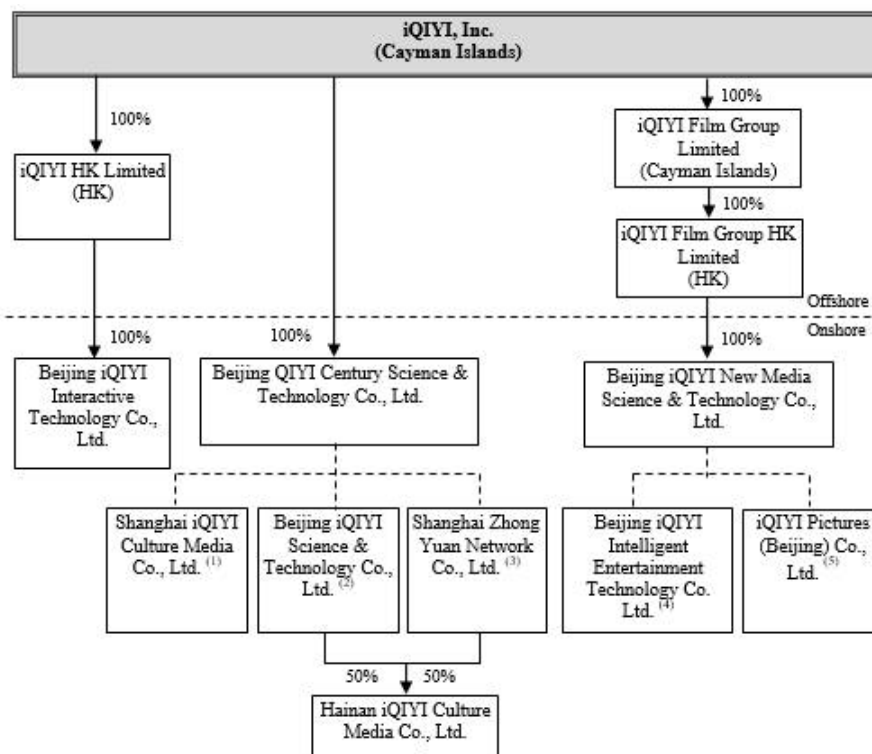 iQIYI, Inc.
(Cayman Islands)
100%
iQIYI HK Limited
(HK)
100%
iQIYI Film Group
Limited
(Cayman Islands)
100%
iQIYI Film Group HK
Limited
(HK)
Offshore
Onshore
100%
Beijing iQIYI
Interactive
Technology Co.,
Ltd.
100%
Beijing QIYI Century Science &
Technology Co., Ltd.
100%
Beijing iQIYI New Media
Science & Technology Co.,
Ltd.
Shanghai iQIYI
Culture Media
Co., Ltd. (1)
Beijing iQIYI
Science &
Technology Co.,
Ltd. (2)
Shanghai Zhong
Yuan Network
Co., Ltd. (3)
Beijing iQIYI
Intelligent
Entertainment
Technology Co.
Ltd. (4)
iQIYI Pictures
(Beijing) Co.,
Ltd. (5)
50% 50%
Hainan iQIYI Culture
Media Co., Ltd.